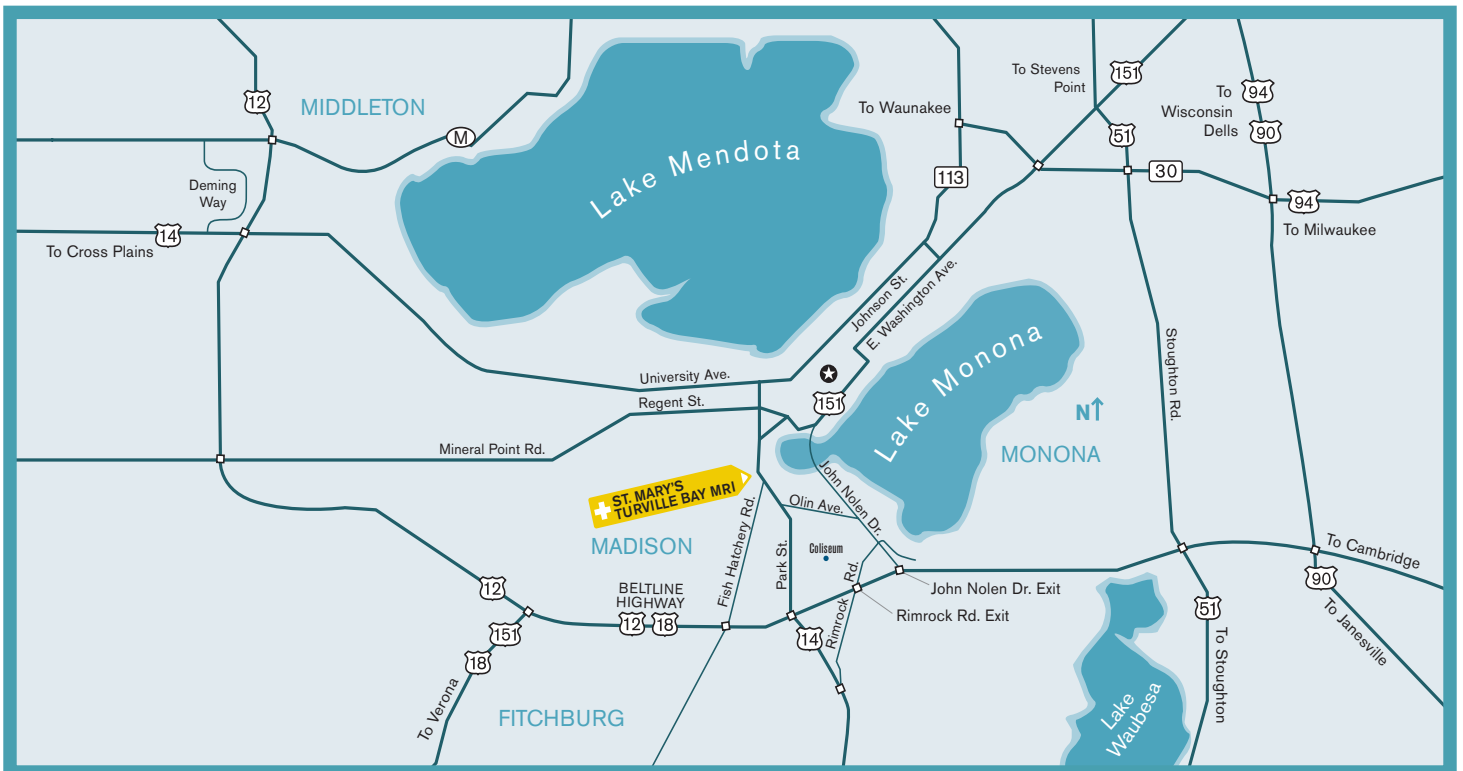 12
MIDDLETON
M
Deming
Way
14
To Cross Plains
Lake Mendota
To Waunakee
113
To Stevens
Point
151
51
30
To
Wisconsin
Dells
94
90
94
To Milwaukee
Johnson St.
E. Washington Ave.
Lake Monona
University Ave.
Regent St.
151
Mineral Point Rd.
N↑
MONONA
Stoughton Rd.
ST. MARY'S
TURVILLE BAY MRI
MADISON
Fish Hatchery Rd.
Park St.
Olin Ave.
John Nolen Dr.
Coliseum
Rimrock Rd.
John Nolen Dr. Exit
Rimrock Rd. Exit
To Cambridge
90
To Janesville
12
BELTLINE
HIGHWAY
12 18
151
18
To Verona
14
FITCHBURG
51
To Stoughton
Lake
Waubesa